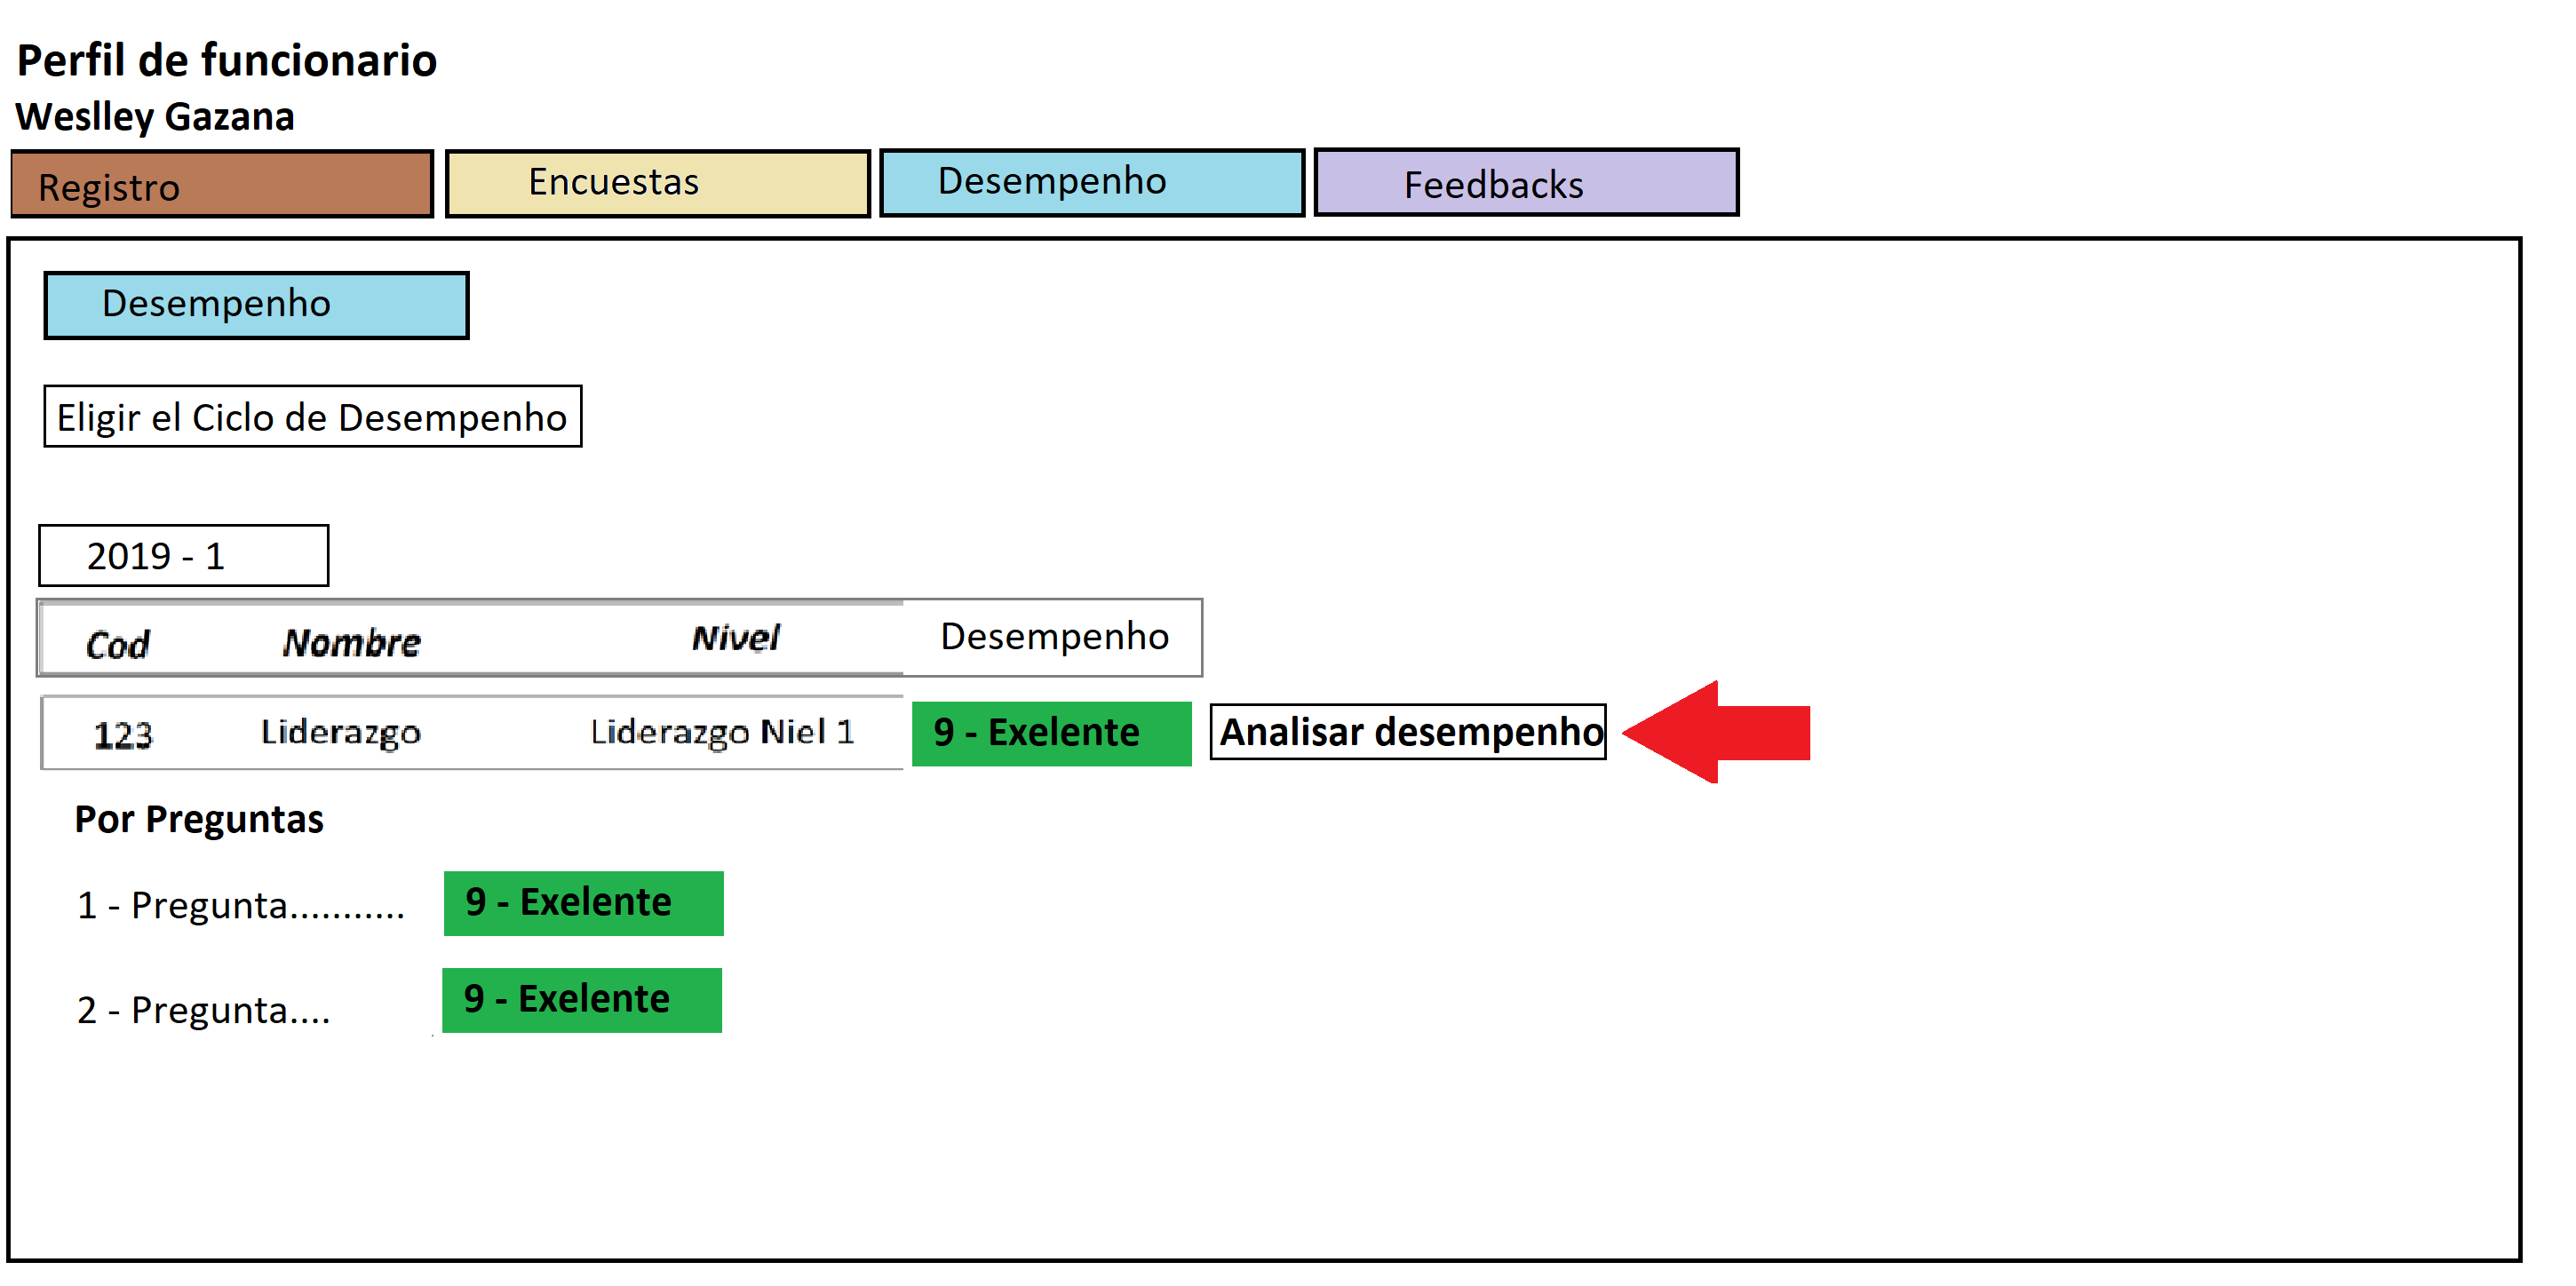 Perfil de funcionario
Weslley Gazana
Registro Encuestas Desempenho Feedbacks
Desempenho
Eligir el Ciclo de Desempenho
2019 - 1
Cod Nombre Nivel Desempenho
123 Liderazgo Liderazgo Niel 1 9 - Exelente Analisar desempenho
Por Preguntas
1 - Pregunta........... 9 - Exelente
2 - Pregunta.... 9 - Exelente